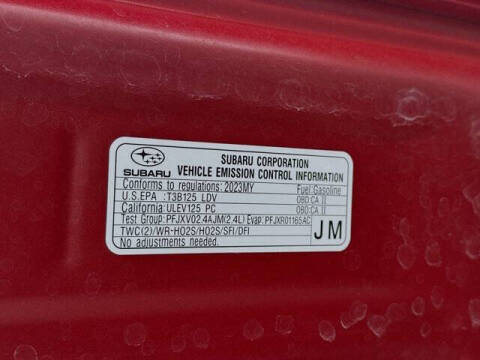 SUBARU
SUBARU CORPORATION
VEHICLE EMISSION CONTROL INFORMATION
Conforms to regulations: 2023MY Fuel:Gasoline
U.S.EPA :T3B125 LDV OBD:CA II
California:ULEV125 PC OBD:CA II
Test Group:PFJXV02.4AJM(2.4L) Evap:PFJXR01165AC
TWC(2)/WR-HO2S/HO2S/SFI/DFI
No adjustments needed.
JM